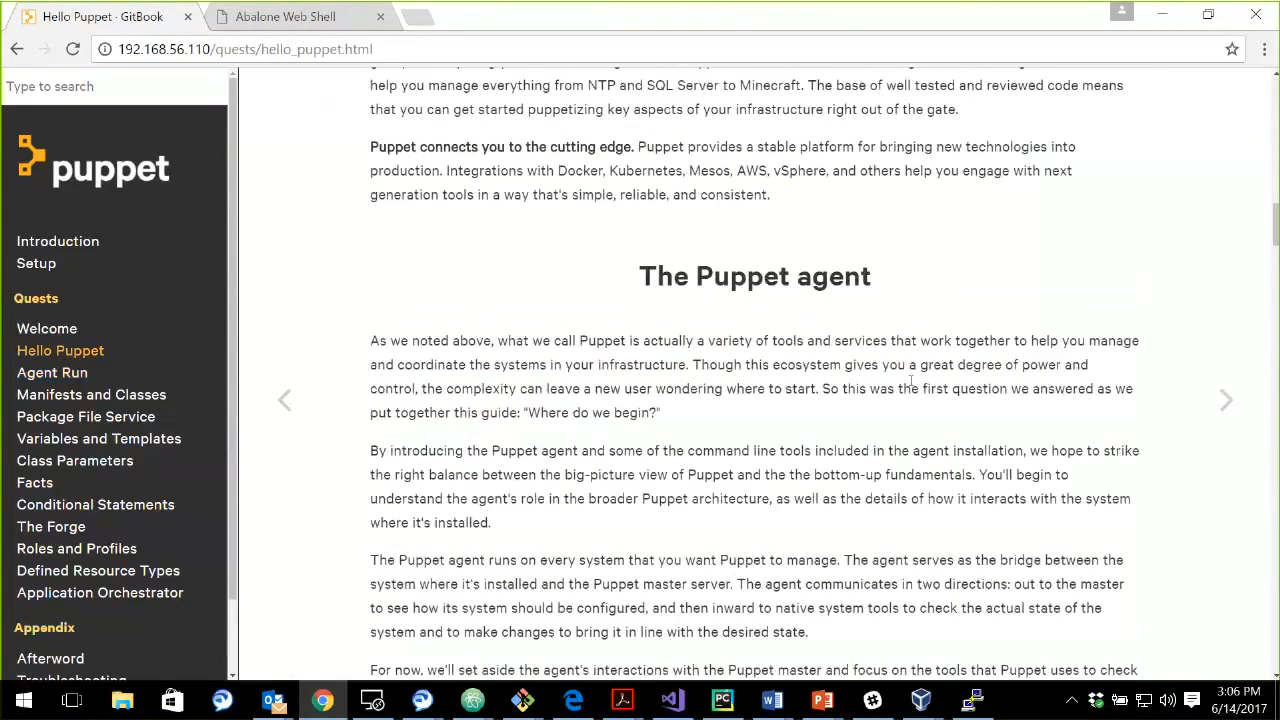 Hello Puppet · GitBook
Abalone Web Shell
192.168.56.110/quests/hello_puppet.html
Type to search
puppet
Introduction
Setup
Quests
Welcome
Hello Puppet
Agent Run
Manifests and Classes
Package File Service
Variables and Templates
Class Parameters
Facts
Conditional Statements
The Forge
Roles and Profiles
Defined Resource Types
Application Orchestrator
Appendix
Afterword
Troubleshooting
help you manage everything from NTP and SQL Server to Minecraft. The base of well tested and reviewed code means
that you can get started puppetizing key aspects of your infrastructure right out of the gate.
Puppet connects you to the cutting edge. Puppet provides a stable platform for bringing new technologies into
production. Integrations with Docker, Kubernetes, Mesos, AWS, vSphere, and others help you engage with next
generation tools in a way that's simple, reliable, and consistent.
The Puppet agent
As we noted above, what we call Puppet is actually a variety of tools and services that work together to help you manage
and coordinate the systems in your infrastructure. Though this ecosystem gives you a great degree of power and
control, the complexity can leave a new user wondering where to start. So this was the first question we answered as we
put together this guide: "Where do we begin?"
By introducing the Puppet agent and some of the command line tools included in the agent installation, we hope to strike
the right balance between the big-picture view of Puppet and the the bottom-up fundamentals. You'll begin to
understand the agent's role in the broader Puppet architecture, as well as the details of how it interacts with the system
where it's installed.
The Puppet agent runs on every system that you want Puppet to manage. The agent serves as the bridge between the
system where it's installed and the Puppet master server. The agent communicates in two directions: out to the master
to see how its system should be configured, and then inward to native system tools to check the actual state of the
system and to make changes to bring it in line with the desired state.
For now, we'll set aside the agent's interactions with the Puppet master and focus on the tools that Puppet uses to check
3:06 PM
6/14/2017